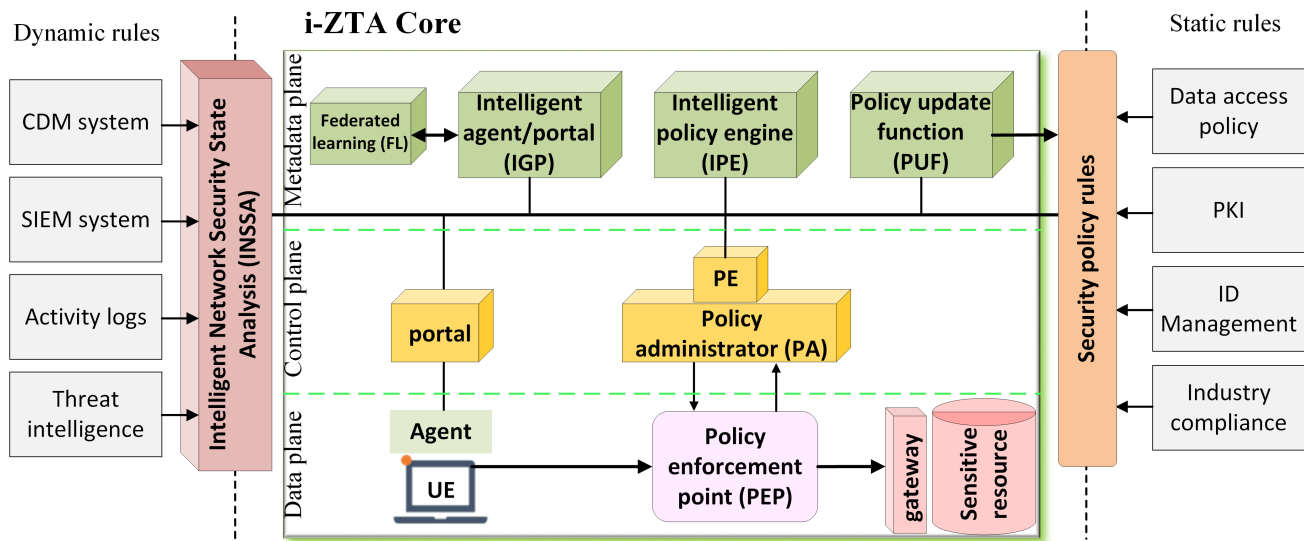 i-ZTA Core
Dynamic rules
Static rules
CDM system
SIEM system
Activity logs
Threat
intelligence
Intelligent Network Security State
Analysis (INSSA)
Metadata plane
Federated
learning (FL)
Intelligent
agent/portal
(IGP)
Intelligent
policy engine
(IPE)
Policy update
function
(PUF)
Control plane
portal
PE
Policy
administrator (PA)
Data plane
Agent
UE
Policy
enforcement
point (PEP)
gateway
Sensitive
resource
Security policy rules
Data access
policy
PKI
ID
Management
Industry
compliance